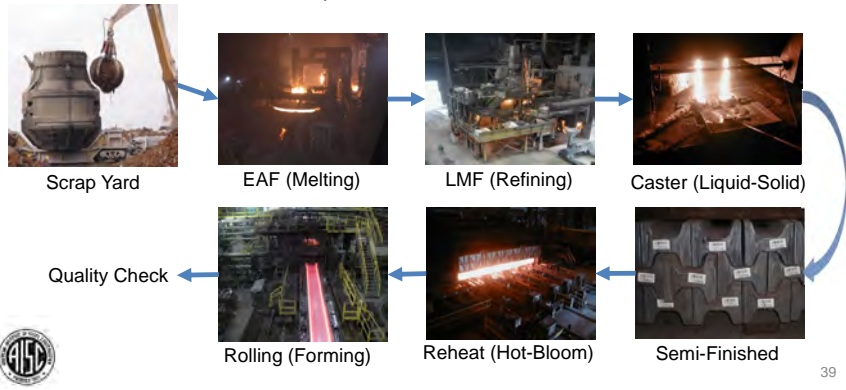 Scrap Yard
EAF (Melting)
LMF (Refining)
Caster (Liquid-Solid)
Quality Check
Rolling (Forming)
Reheat (Hot-Bloom)
Semi-Finished
AISC
39